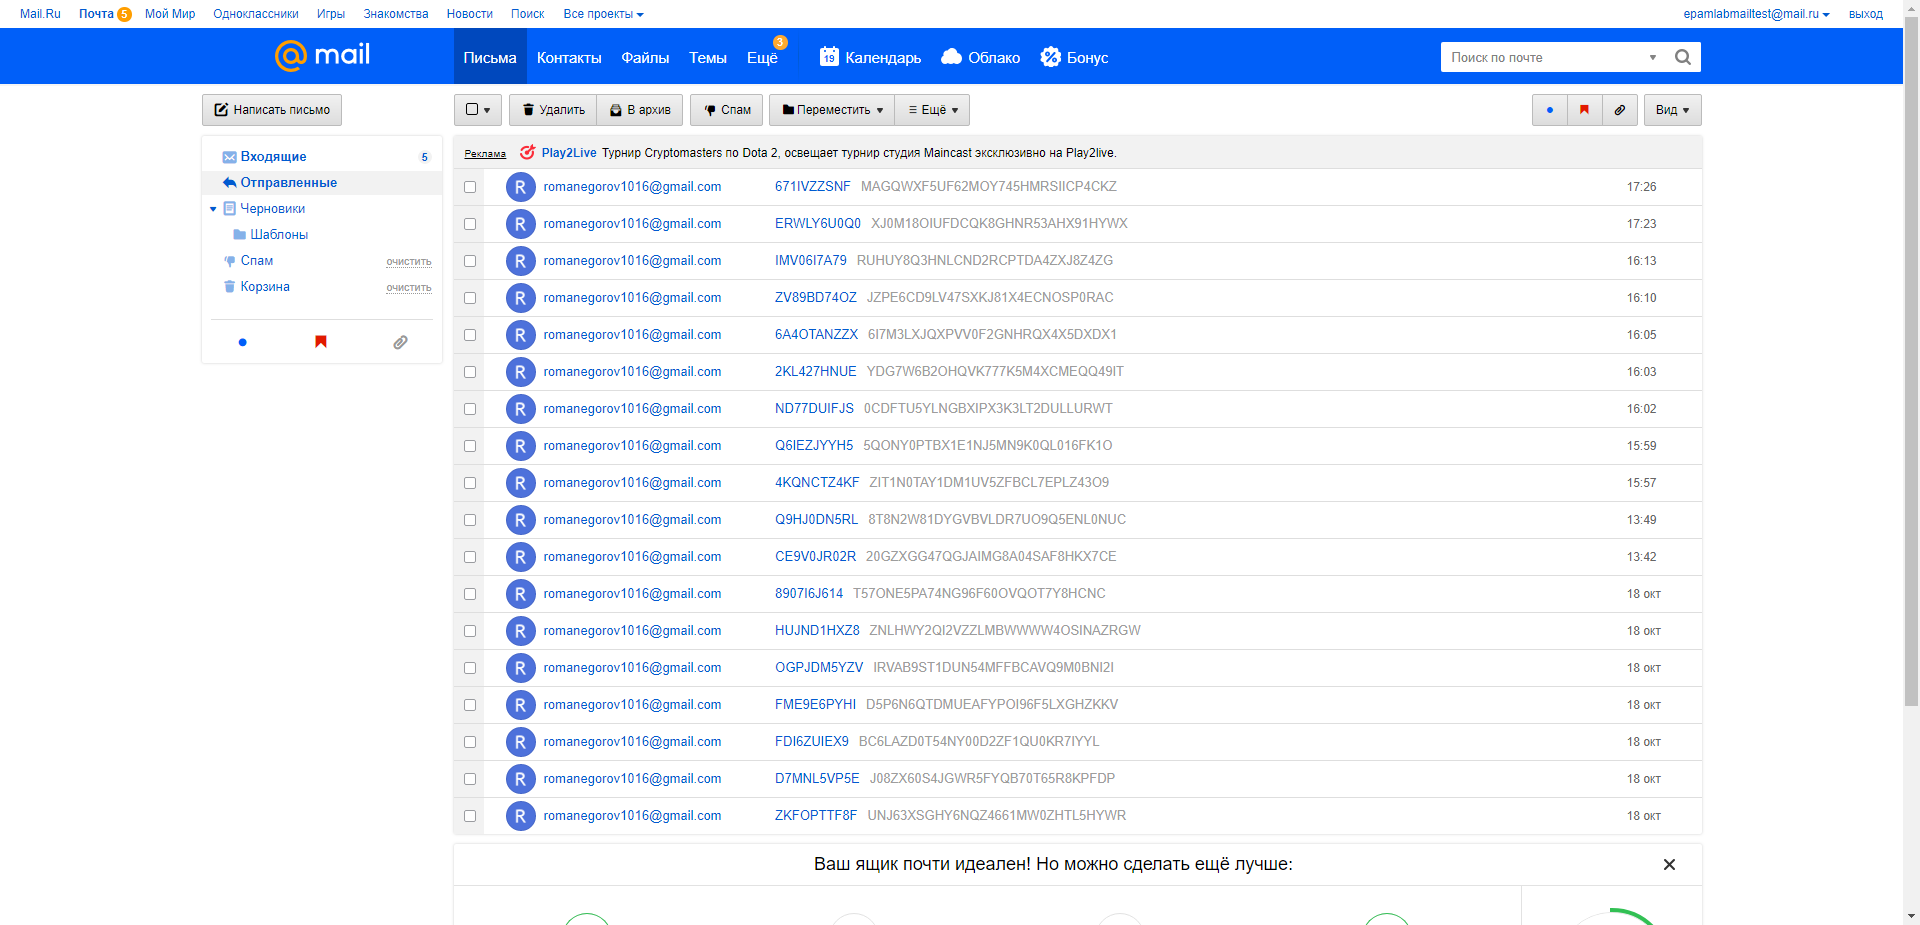 Mail.Ru Почта 5 Мой Мир Одноклассники Игры Знакомства Новости Поиск Все проекты epamlabmailtest@mail.ru выход
@mail Письма Контакты Файлы Темы Ещё 3 19 Календарь Облако Бонус Поиск по почте
Написать письмо Удалить В архив Спам Переместить Ещё Вид
Входящие 5
Отправленные
Черновики
Шаблоны
Спам очистить
Корзина очистить
Реклама Play2Live Турнир Cryptomasters по Dota 2, освещает турнир студия Maincast эксклюзивно на Play2live.
R romanegorov1016@gmail.com 671IVZZSNF MAGQWXF5UF62MOY745HMRSIICP4CKZ 17:26
R romanegorov1016@gmail.com ERWLY6U0Q0 XJ0M18OIUFDCQK8GHNR53AHX91HYWX 17:23
R romanegorov1016@gmail.com IMV06I7A79 RUHUY8Q3HNLCND2RCPTDA4ZXJ8Z4ZG 16:13
R romanegorov1016@gmail.com ZV89BD74OZ JZPE6CD9LV47SXKJ81X4ECNOSP0RAC 16:10
R romanegorov1016@gmail.com 6A4OTANZZX 6I7M3LXJQXPVV0F2GNHRQX4X5DXDX1 16:05
R romanegorov1016@gmail.com 2KL427HNUE YDG7W6B2OHQVK777K5M4XCMEQQ49IT 16:03
R romanegorov1016@gmail.com ND77DUIFJS 0CDFTU5YLNGBXIPX3K3LT2DULLURWT 16:02
R romanegorov1016@gmail.com Q6IEZJYYH5 5QONY0PTBX1E1NJ5MN9K0QL016FK1O 15:59
R romanegorov1016@gmail.com 4KQNCTZ4KF ZIT1N0TAY1DM1UV5ZFBCL7EPLZ43O9 15:57
R romanegorov1016@gmail.com Q9HJ0DN5RL 8T8N2W81DYGVBVLDR7UO9Q5ENL0NUC 13:49
R romanegorov1016@gmail.com CE9V0JR02R 20GZXGG47QGJAIMG8A04SAF8HKX7CE 13:42
R romanegorov1016@gmail.com 8907I6J614 T57ONE5PA74NG96F60OVQOT7Y8HCNC 18 окт
R romanegorov1016@gmail.com HUJND1HXZ8 ZNLHWY2QI2VZZLMBWWWW4OSINAZRGW 18 окт
R romanegorov1016@gmail.com OGPJDM5YZV IRVAB9ST1DUN54MFFBCAVQ9M0BNI2I 18 окт
R romanegorov1016@gmail.com FME9E6PYHI D5P6N6QTDMUEAFYPOI96F5LXGHZKKV 18 окт
R romanegorov1016@gmail.com FDI6ZUIEX9 BC6LAZD0T54NY00D2ZF1QU0KR7IYYL 18 окт
R romanegorov1016@gmail.com D7MNL5VP5E J08ZX60S4JGWR5FYQB70T65R8KPFDP 18 окт
R romanegorov1016@gmail.com ZKFOPTTF8F UNJ63XSGHY6NQZ4661MW0ZHTL5HYWR 18 окт
Ваш ящик почти идеален! Но можно сделать ещё лучше: